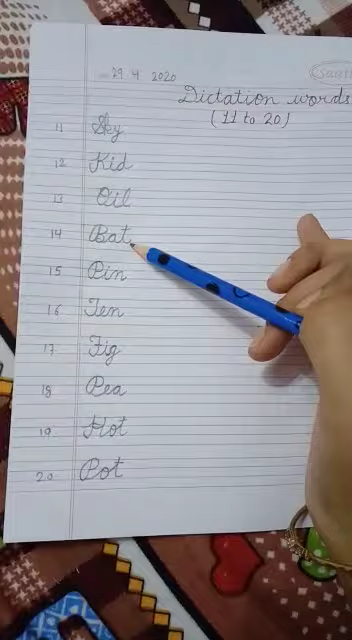 29 4 2020
Dictation words
(11 to 20)
11 Sky
12 Kid
13 Oil
14 Bat
15 Pin
16 Ten
17 Fig
18 Pea
19 Hot
20 Pot